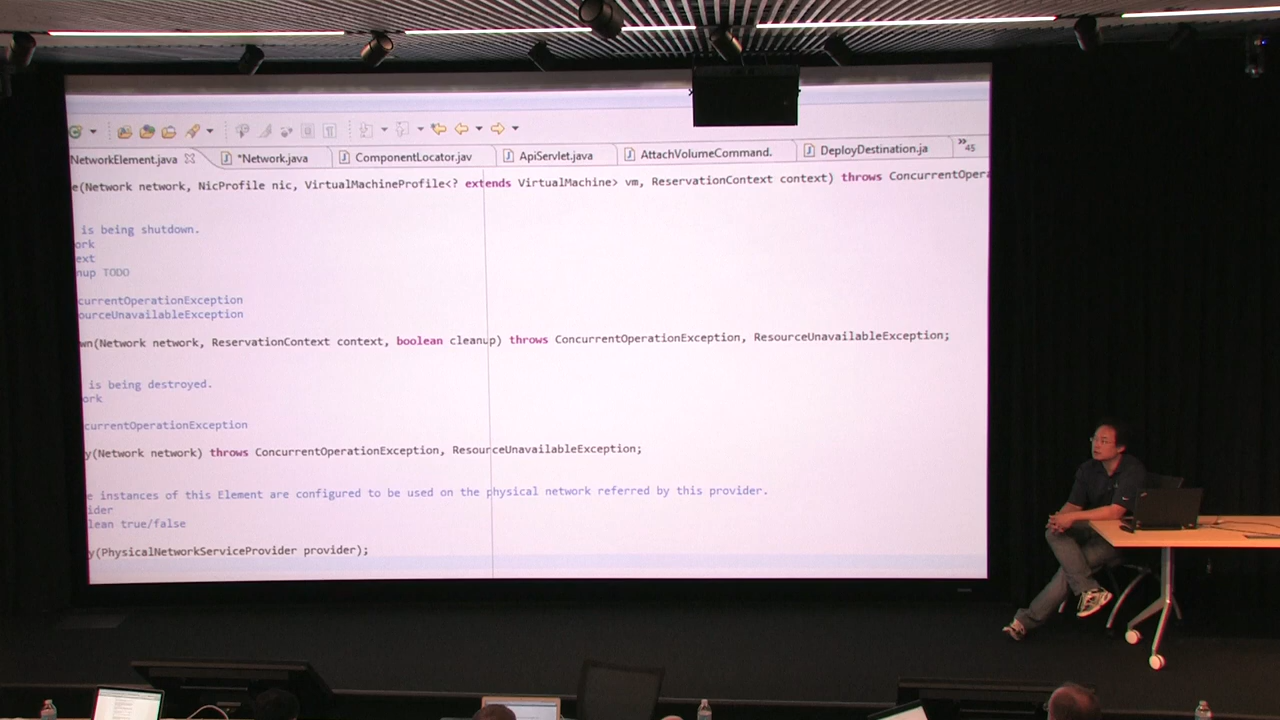 NetworkElement.java *Network.java ComponentLocator.jav ApiServlet.java AttachVolumeCommand. DeployDestination.ja »45
e(Network network, NicProfile nic, VirtualMachineProfile<? extends VirtualMachine> vm, ReservationContext context) throws ConcurrentOpera
is being shutdown.
ork
ext
nup TODO
currentOperationException
ourceUnavailableException
wn(Network network, ReservationContext context, boolean cleanup) throws ConcurrentOperationException, ResourceUnavailableException;
is being destroyed.
ork
currentOperationException
y(Network network) throws ConcurrentOperationException, ResourceUnavailableException;
e instances of this Element are configured to be used on the physical network referred by this provider.
ider
lean true/false
y(PhysicalNetworkServiceProvider provider);